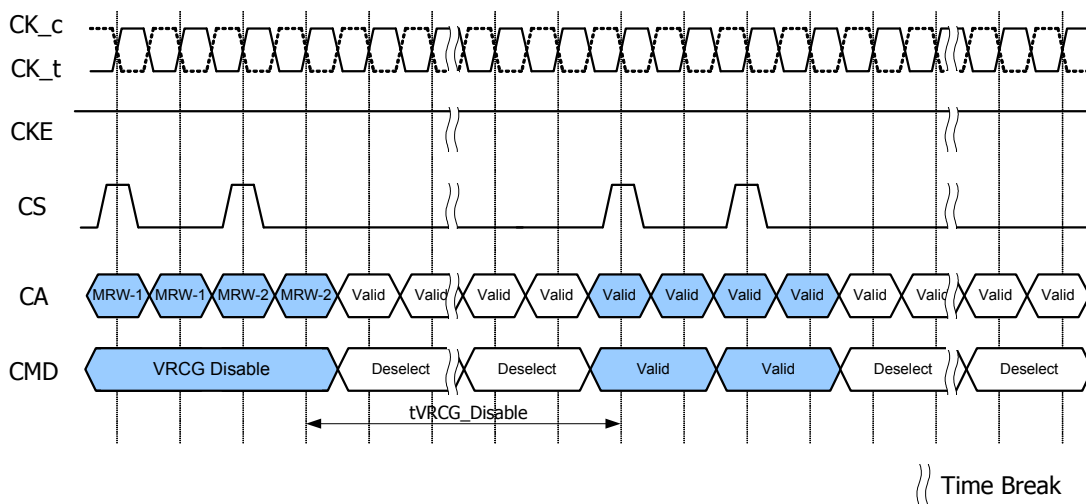 CK_c
CK_t
CKE
CS
CA MRW-1 MRW-1 MRW-2 MRW-2 Valid Valid Valid Valid Valid Valid Valid Valid Valid Valid Valid Valid
CMD VRCG Disable Deselect Deselect Valid Valid Deselect Deselect
tVRCG_Disable
Time Break